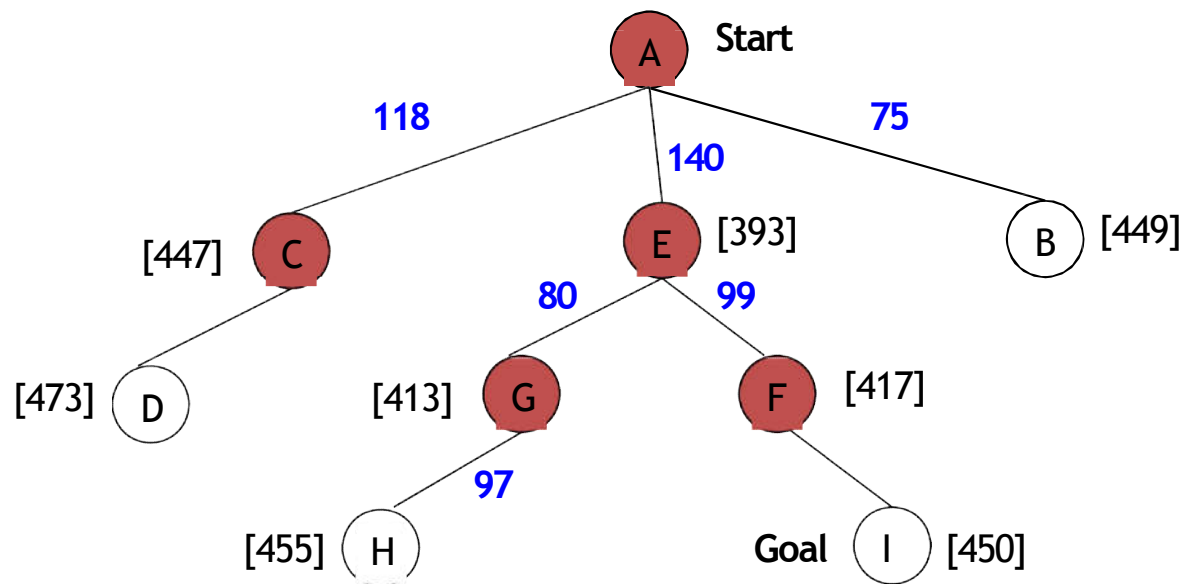 A Start
118
75
140
[447] C
E [393]
B [449]
80
99
[473] D
[413] G
F [417]
97
[455] H
Goal I [450]